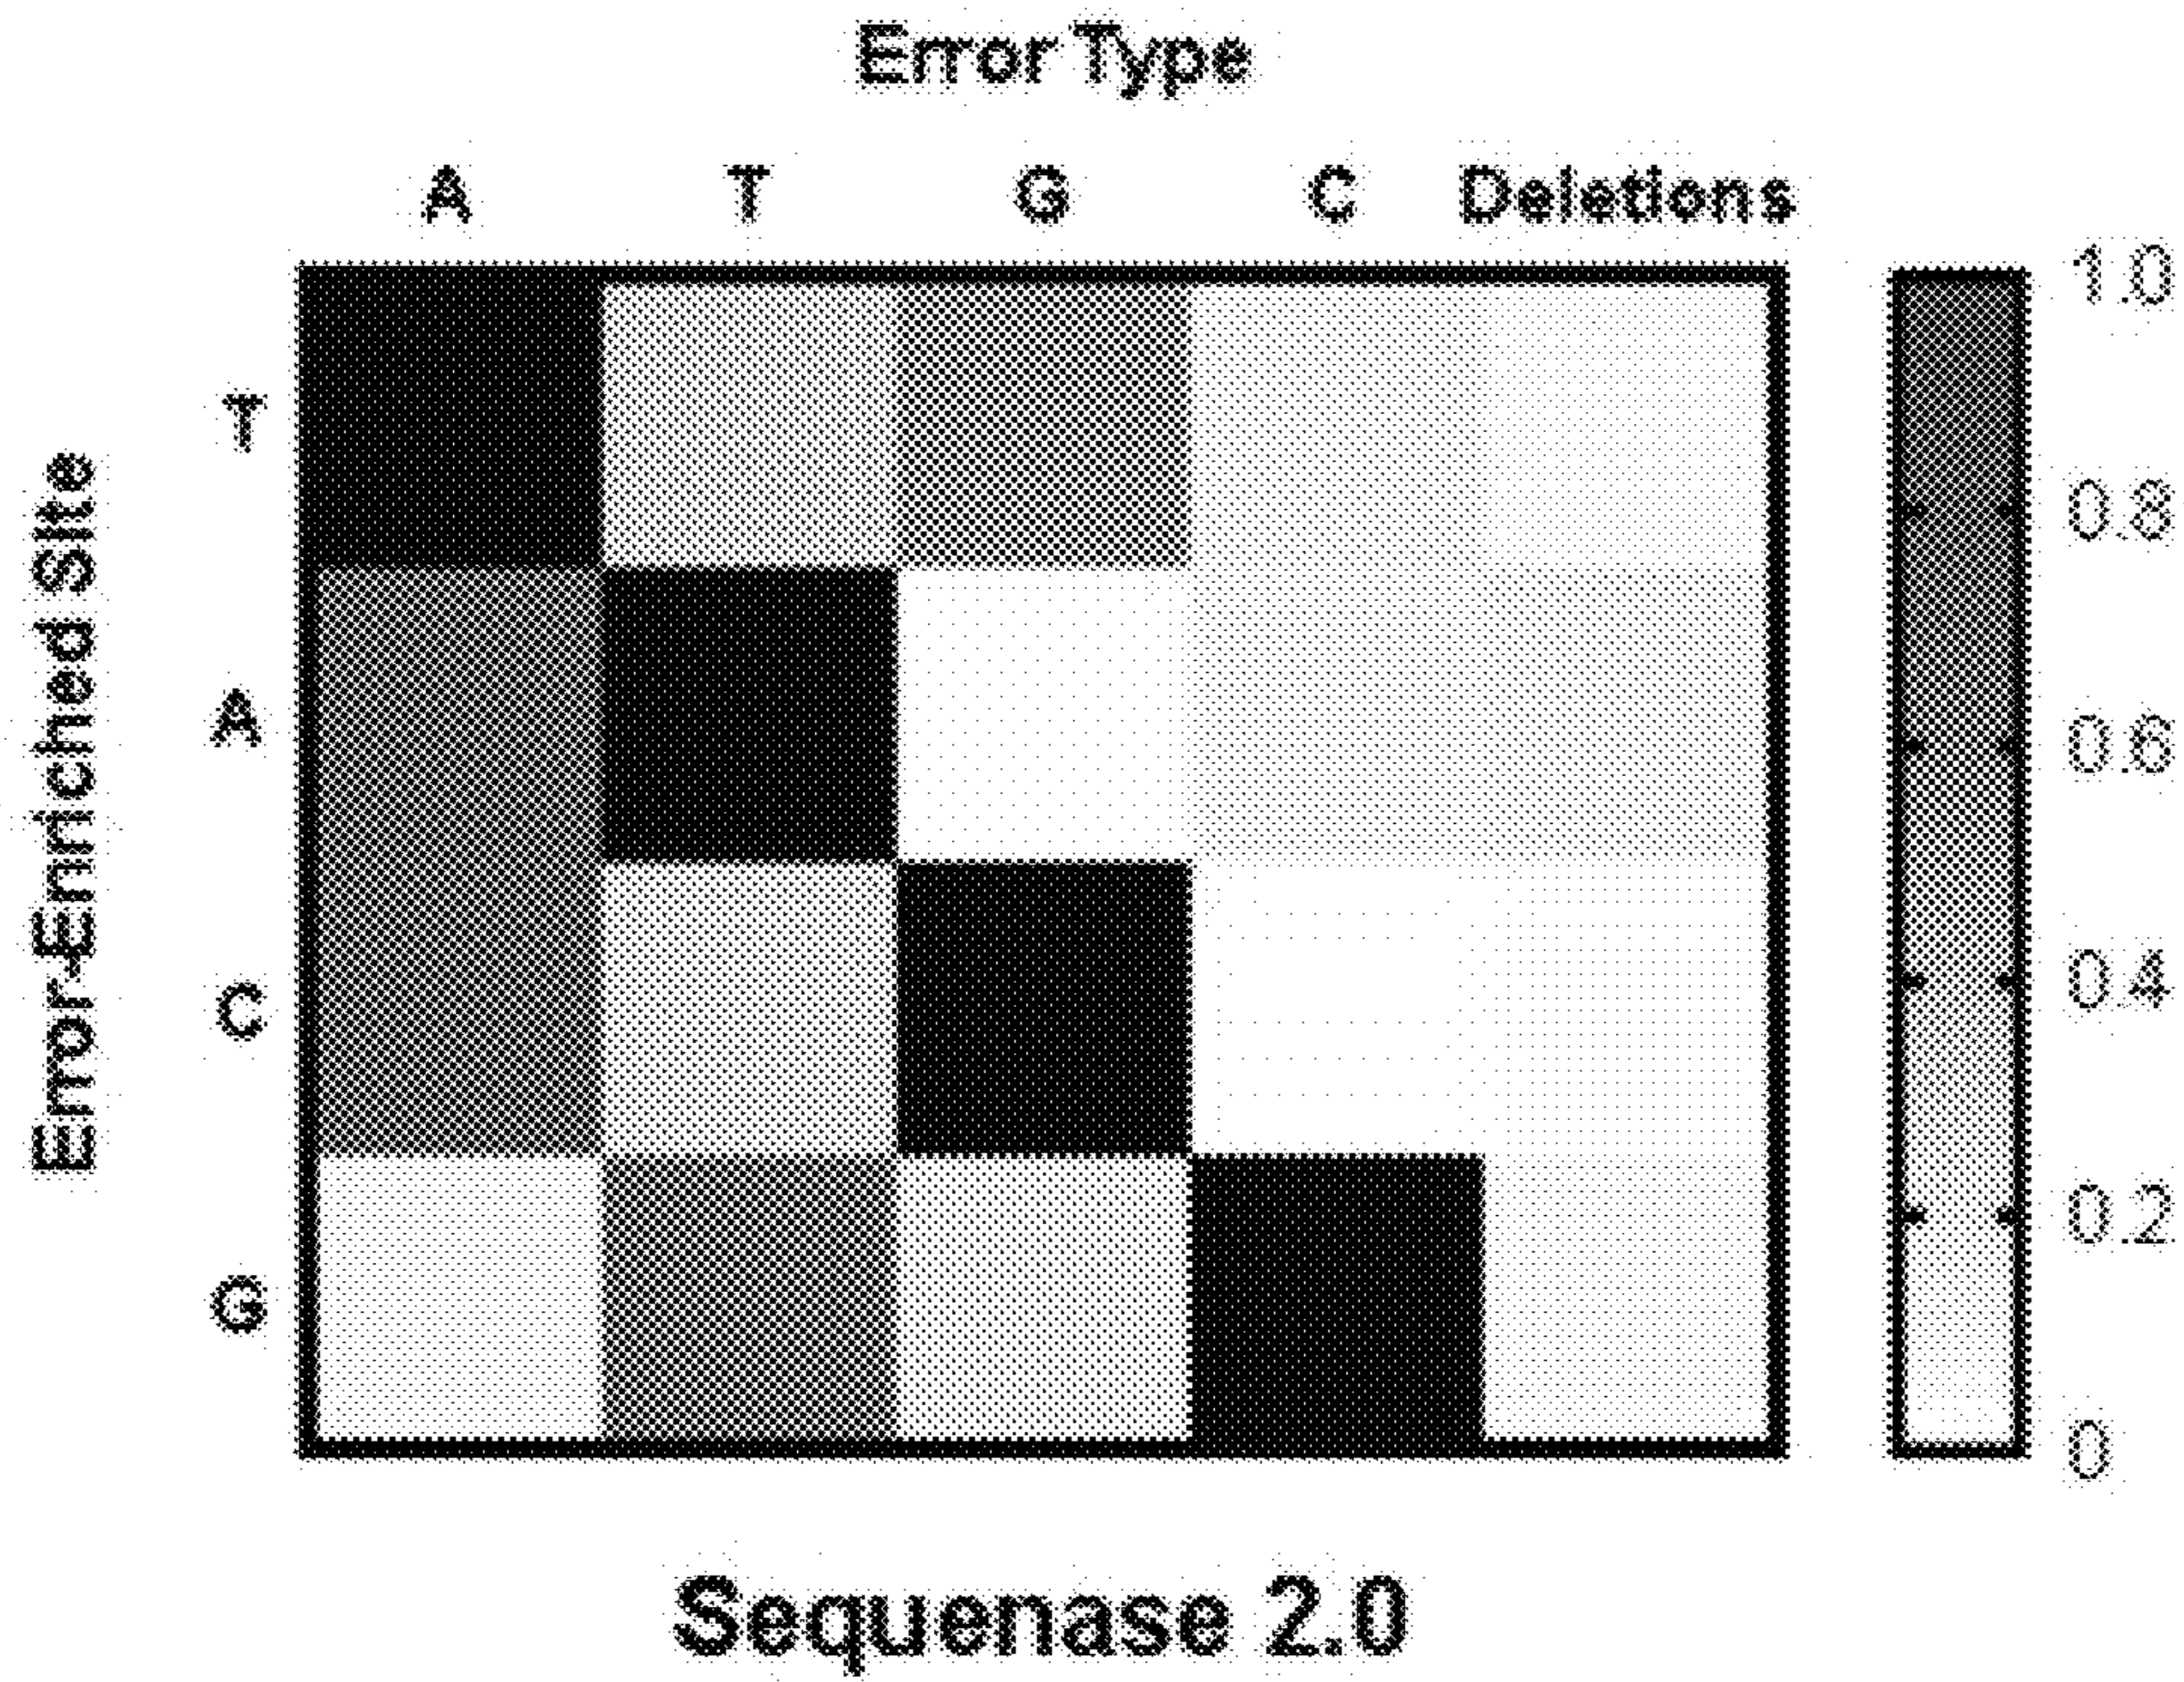 Error Type
A T G C Deletions
1.0
0.8
0.6
0.4
0.2
0
Error-Enriched Site
T
A
C
G
Sequenase 2.0